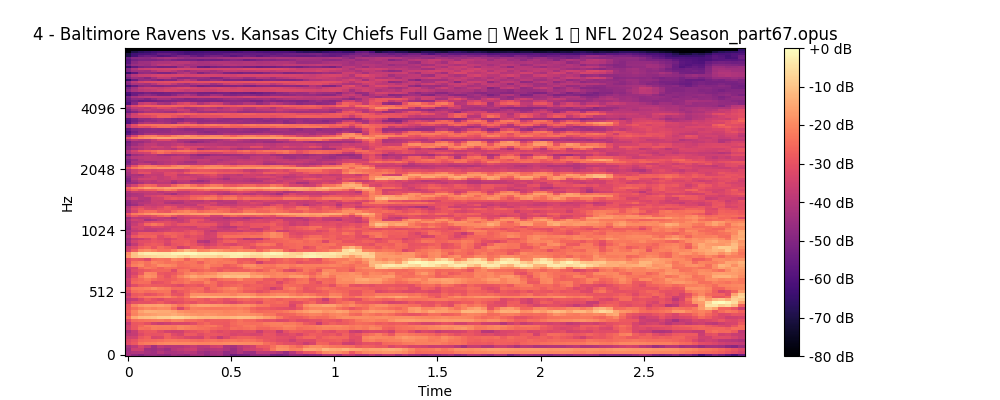 4 - Baltimore Ravens vs. Kansas City Chiefs Full Game  Week 1  NFL 2024 Season_part67.opus
+0 dB
-10 dB
-20 dB
-30 dB
-40 dB
-50 dB
-60 dB
-70 dB
-80 dB
4096
2048
1024
512
0
Hz
0
0.5
1
1.5
2
2.5
Time